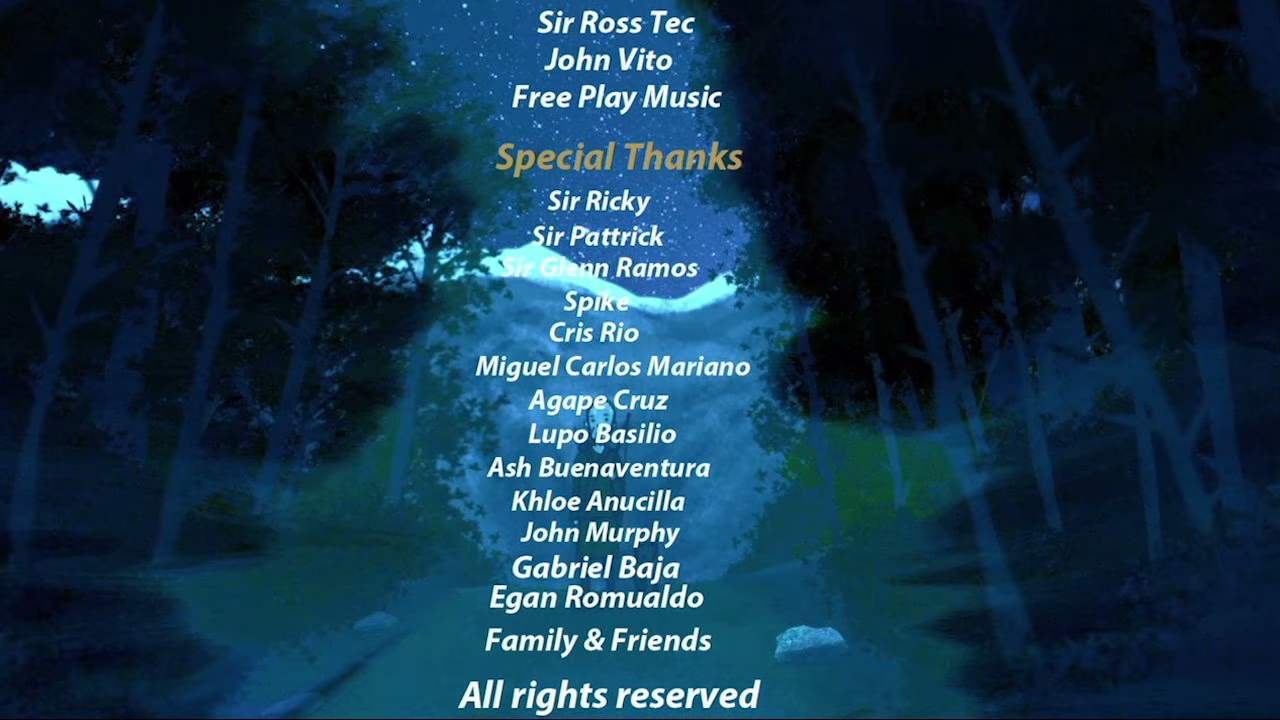 Sir Ross Tec
John Vito
Free Play Music
Special Thanks
Sir Ricky
Sir Pattrick
Sir Glenn Ramos
Spike
Cris Rio
Miguel Carlos Mariano
Agape Cruz
Lupo Basilio
Ash Buenaventura
Khloe Anucilla
John Murphy
Gabriel Baja
Egan Romualdo
Family & Friends
All rights reserved